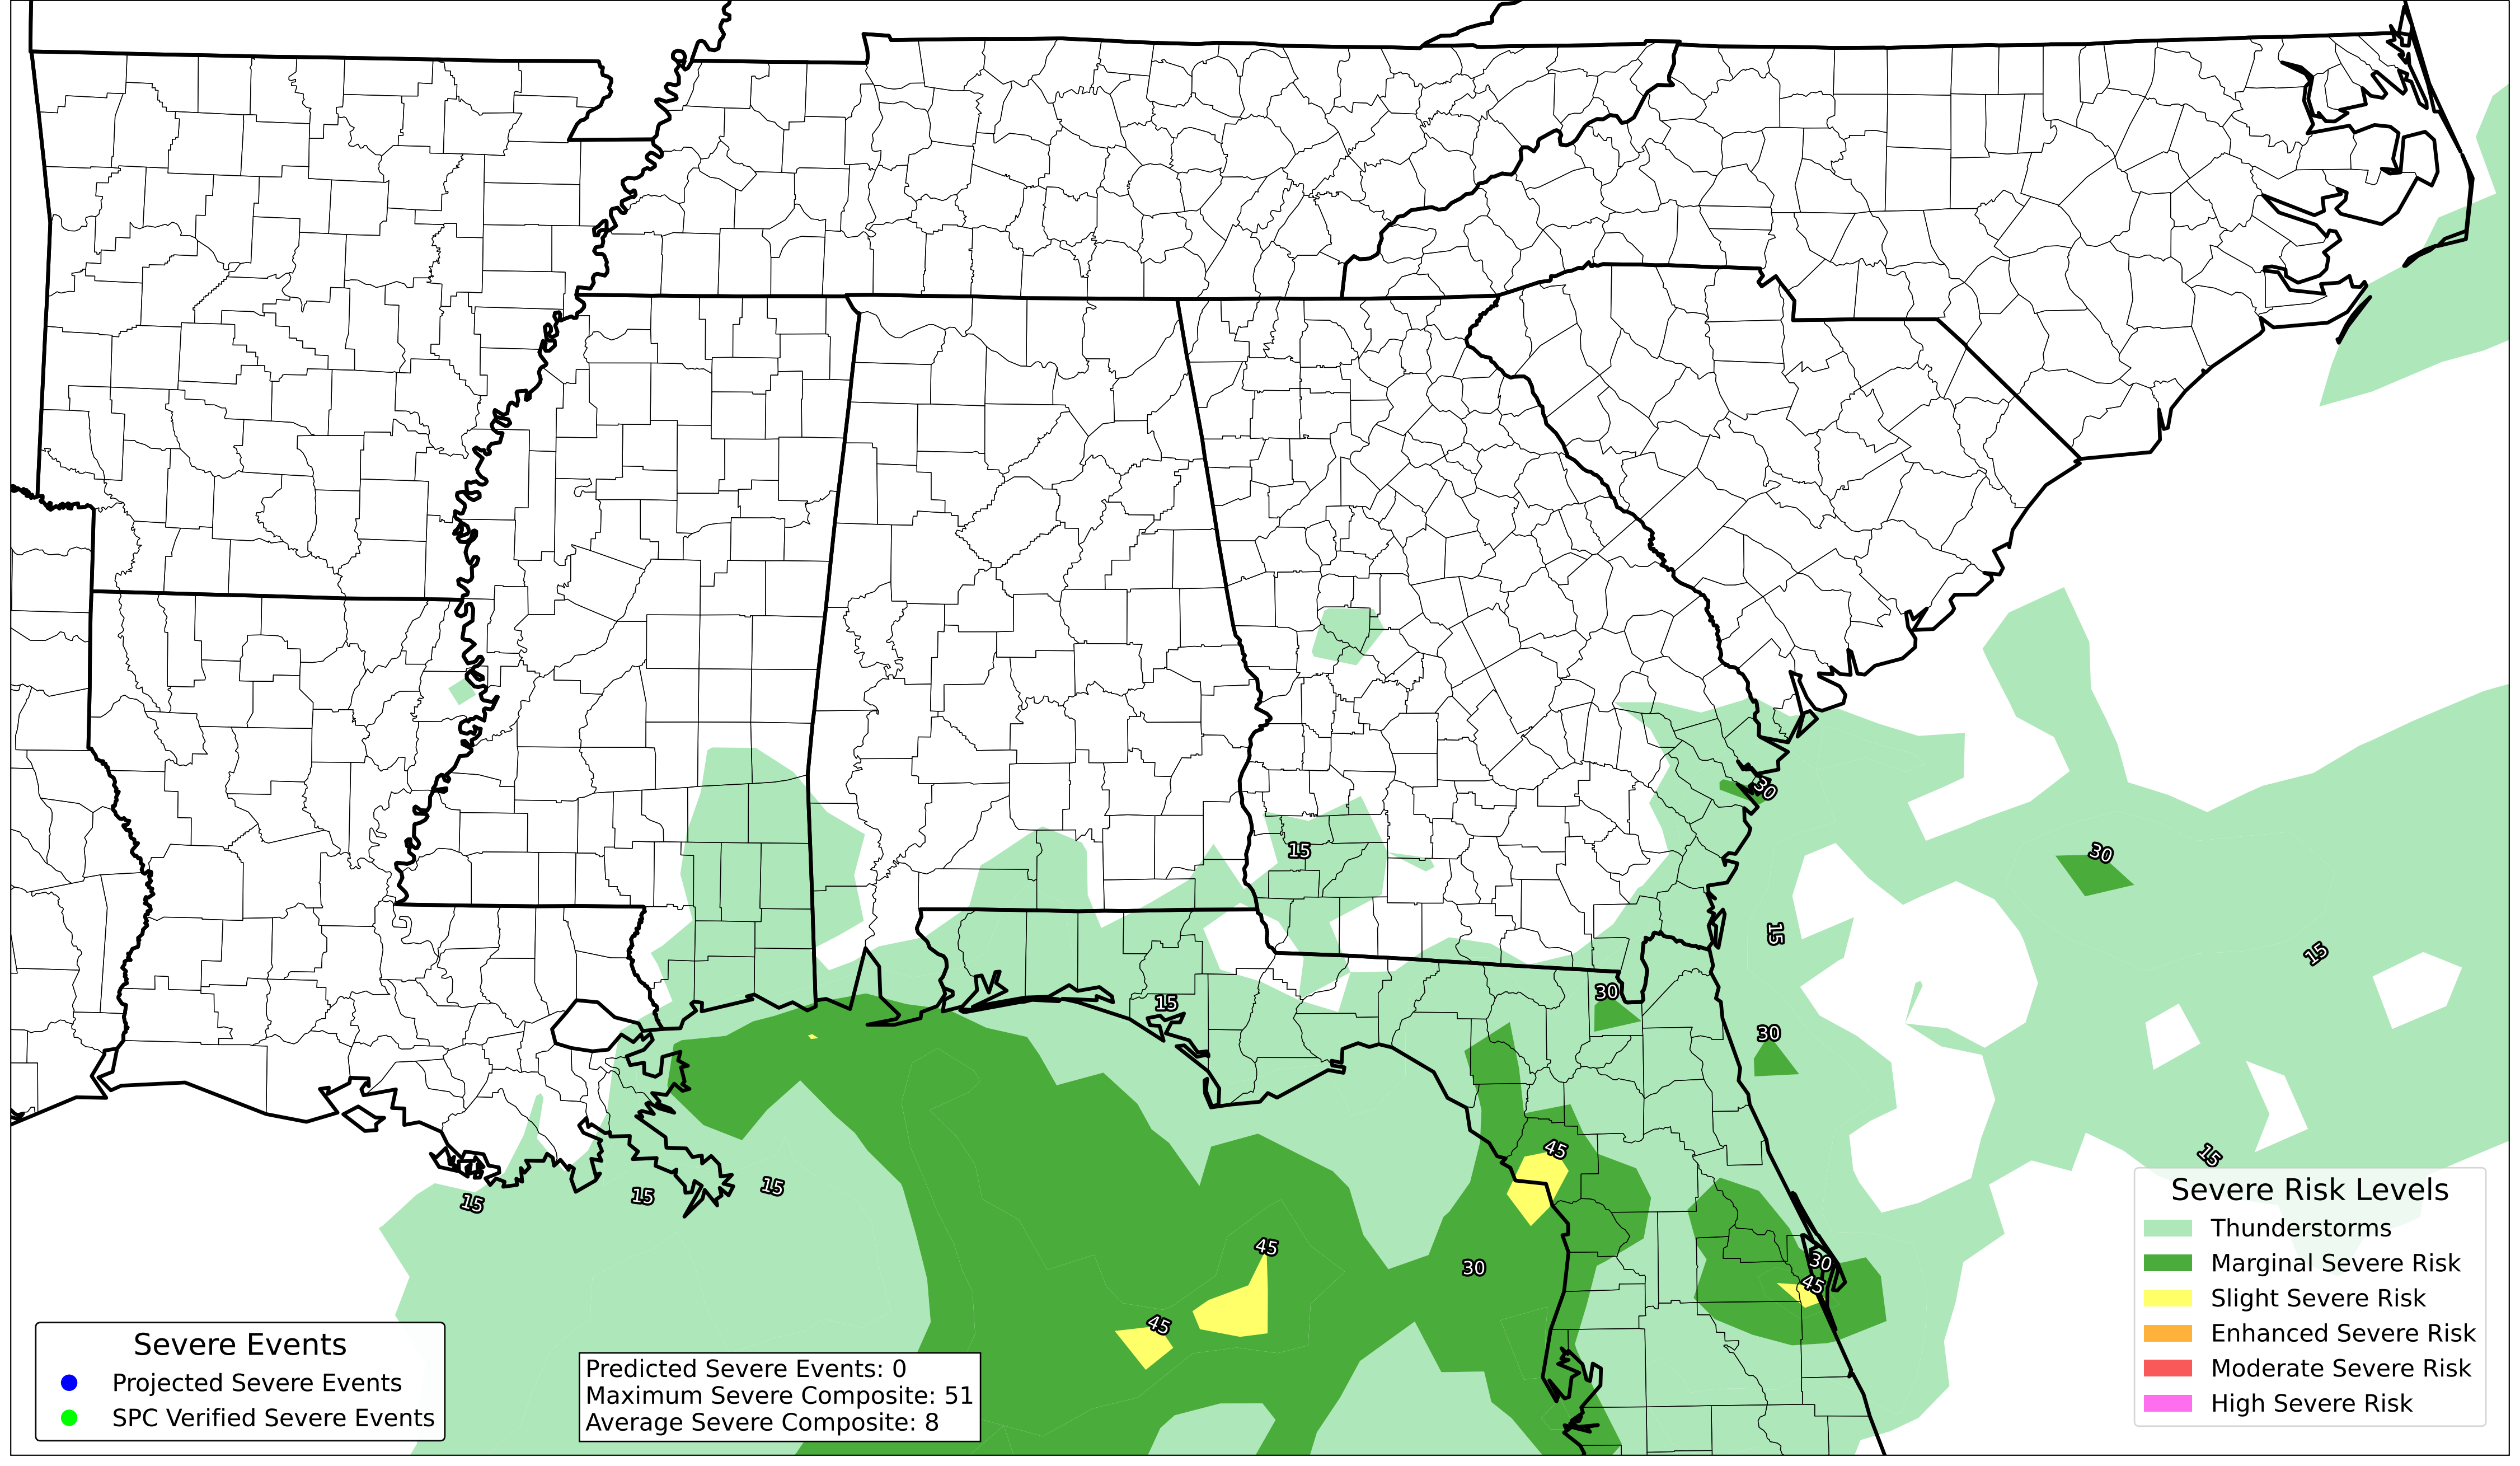 30
15
30
15
15
15
30
30
45
15
15
15
15
45
30
30
45
45
Severe Risk Levels
Thunderstorms
Marginal Severe Risk
Slight Severe Risk
Enhanced Severe Risk
Moderate Severe Risk
High Severe Risk
Severe Events
Projected Severe Events
SPC Verified Severe Events
Predicted Severe Events: 0
Maximum Severe Composite: 51
Average Severe Composite: 8